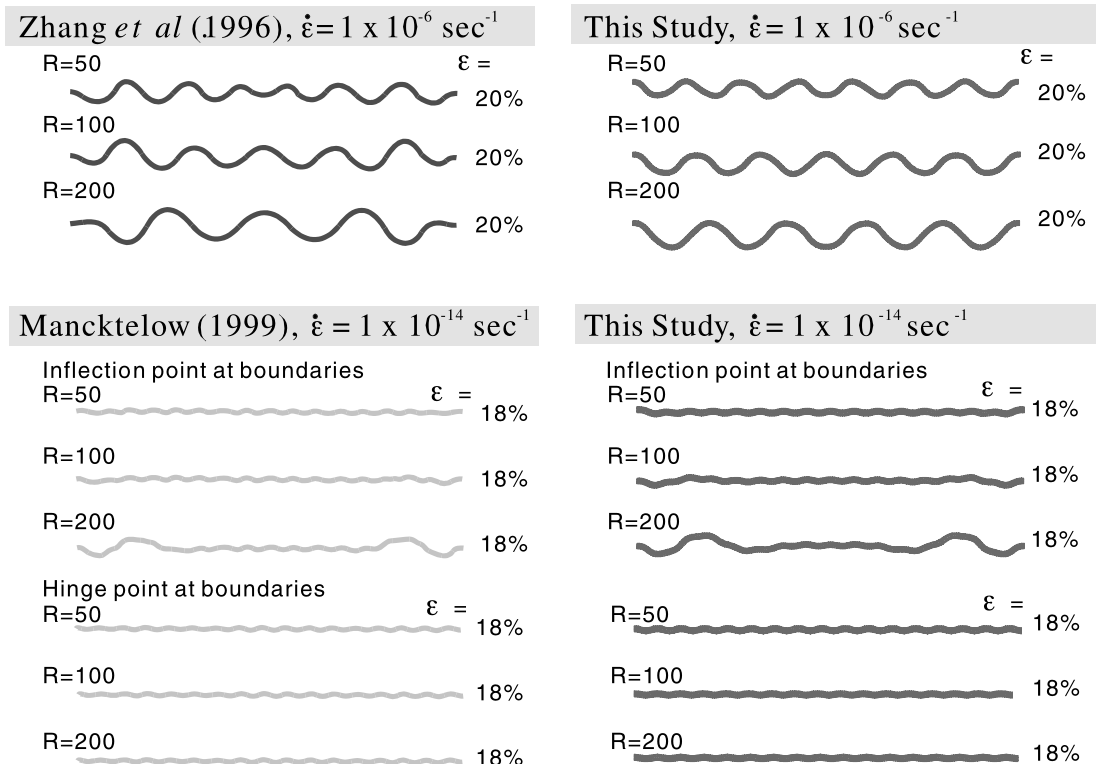 Zhang et al (.1996), ε̇ = 1 x 10⁻⁶ sec⁻¹
R=50
ε =
20%
R=100
20%
R=200
20%
This Study, ε̇ = 1 x 10⁻⁶ sec⁻¹
R=50
ε =
20%
R=100
20%
R=200
20%
Mancktelow (1999), ε̇ = 1 x 10⁻¹⁴ sec⁻¹
Inflection point at boundaries
R=50
ε =
18%
R=100
18%
R=200
18%
Hinge point at boundaries
R=50
ε =
18%
R=100
18%
R=200
18%
This Study, ε̇ = 1 x 10⁻¹⁴ sec⁻¹
Inflection point at boundaries
R=50
ε =
18%
R=100
18%
R=200
18%
R=50
ε =
18%
R=100
18%
R=200
18%